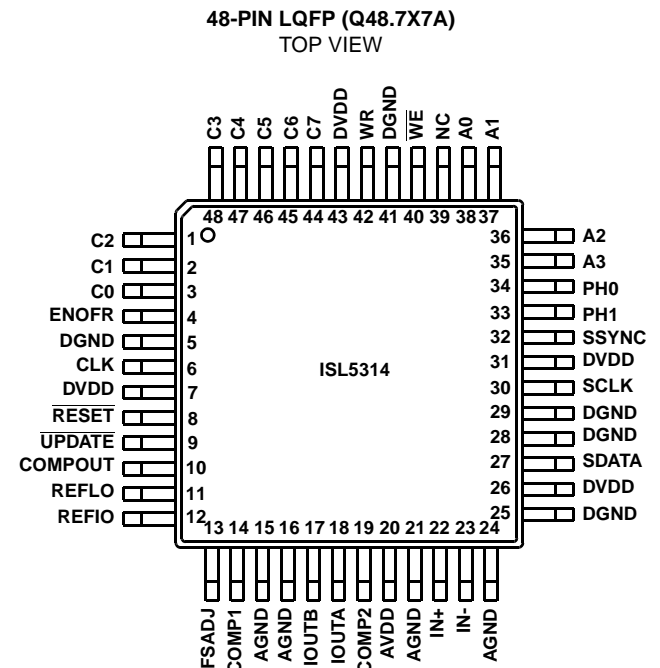 48-PIN LQFP (Q48.7X7A)
TOP VIEW
C3 C4 C5 C6 C7 DVDD WR DGND WE NC A0 A1
48 47 46 45 44 43 42 41 40 39 38 37
C2 1 36 A2
C1 2 35 A3
C0 3 34 PH0
ENOFR 4 33 PH1
DGND 5 32 SSYNC
CLK 6 31 DVDD
ISL5314
DVDD 7 30 SCLK
RESET 8 29 DGND
UPDATE 9 28 DGND
COMPOUT 10 27 SDATA
REFLO 11 26 DVDD
REFIO 12 25 DGND
13 14 15 16 17 18 19 20 21 22 23 24
FSADJ COMP1 AGND AGND IOUTB IOUTA COMP2 AVDD AGND IN+ IN- AGND